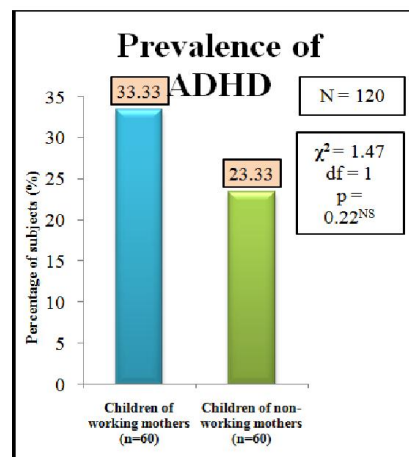 Prevalence of
ADHD
33.33
N = 120
χ² = 1.47
df = 1
p =
0.22ᴺˢ
23.33
Percentage of subjects (%)
35
30
25
20
15
10
5
0
Children of
working mothers
(n=60)
Children of non-
working mothers
(n=60)